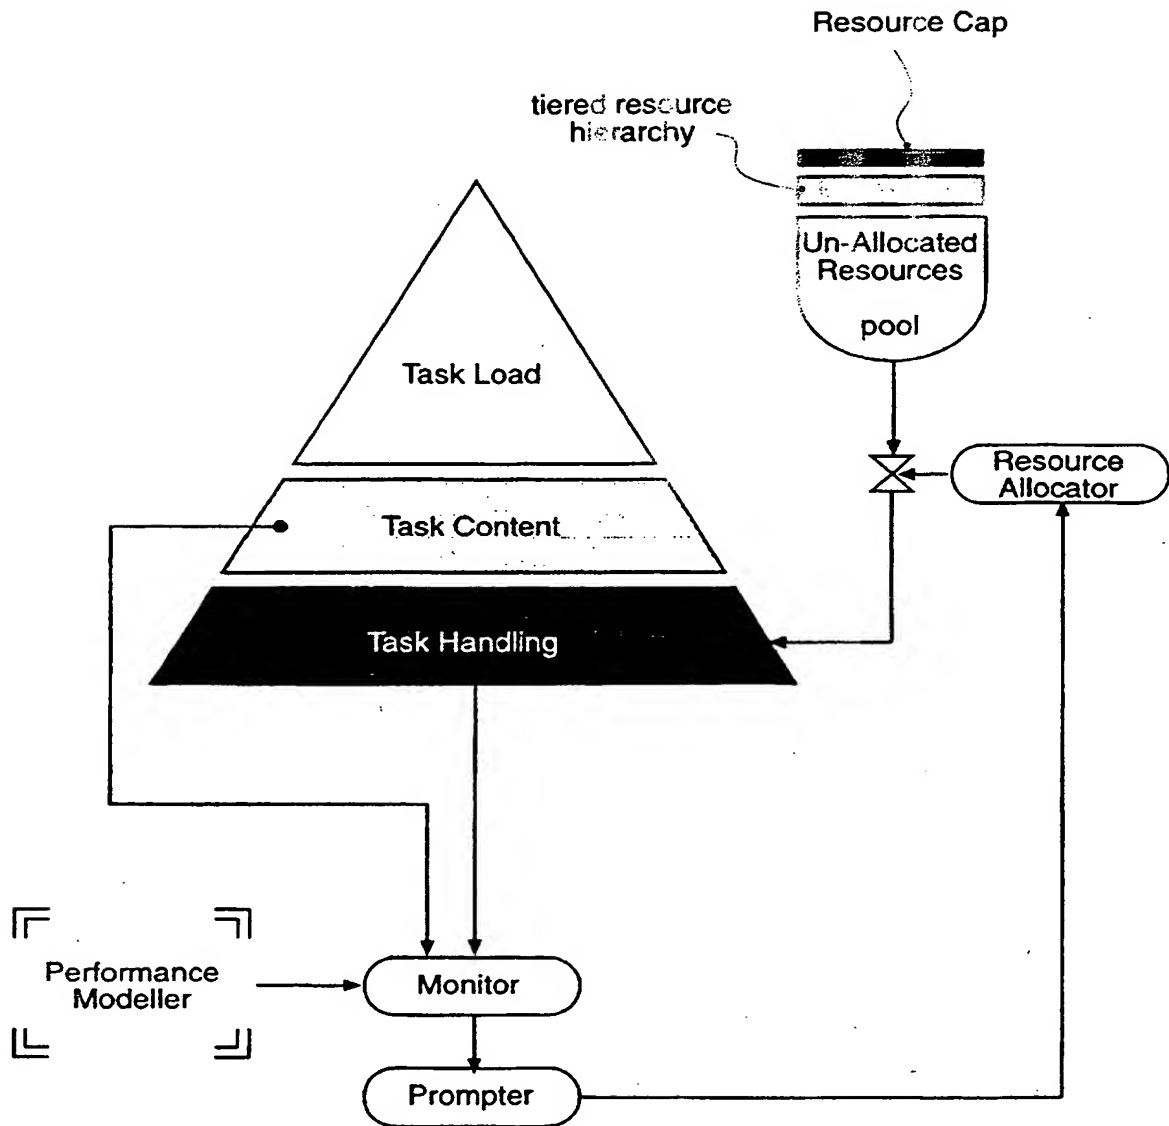 Resource Cap
tiered resource
hierarchy
Un-Allocated
Resources
pool
Task Load
Resource
Allocator
Task Content
Task Handling
Performance
Modeller
Monitor
Prompter